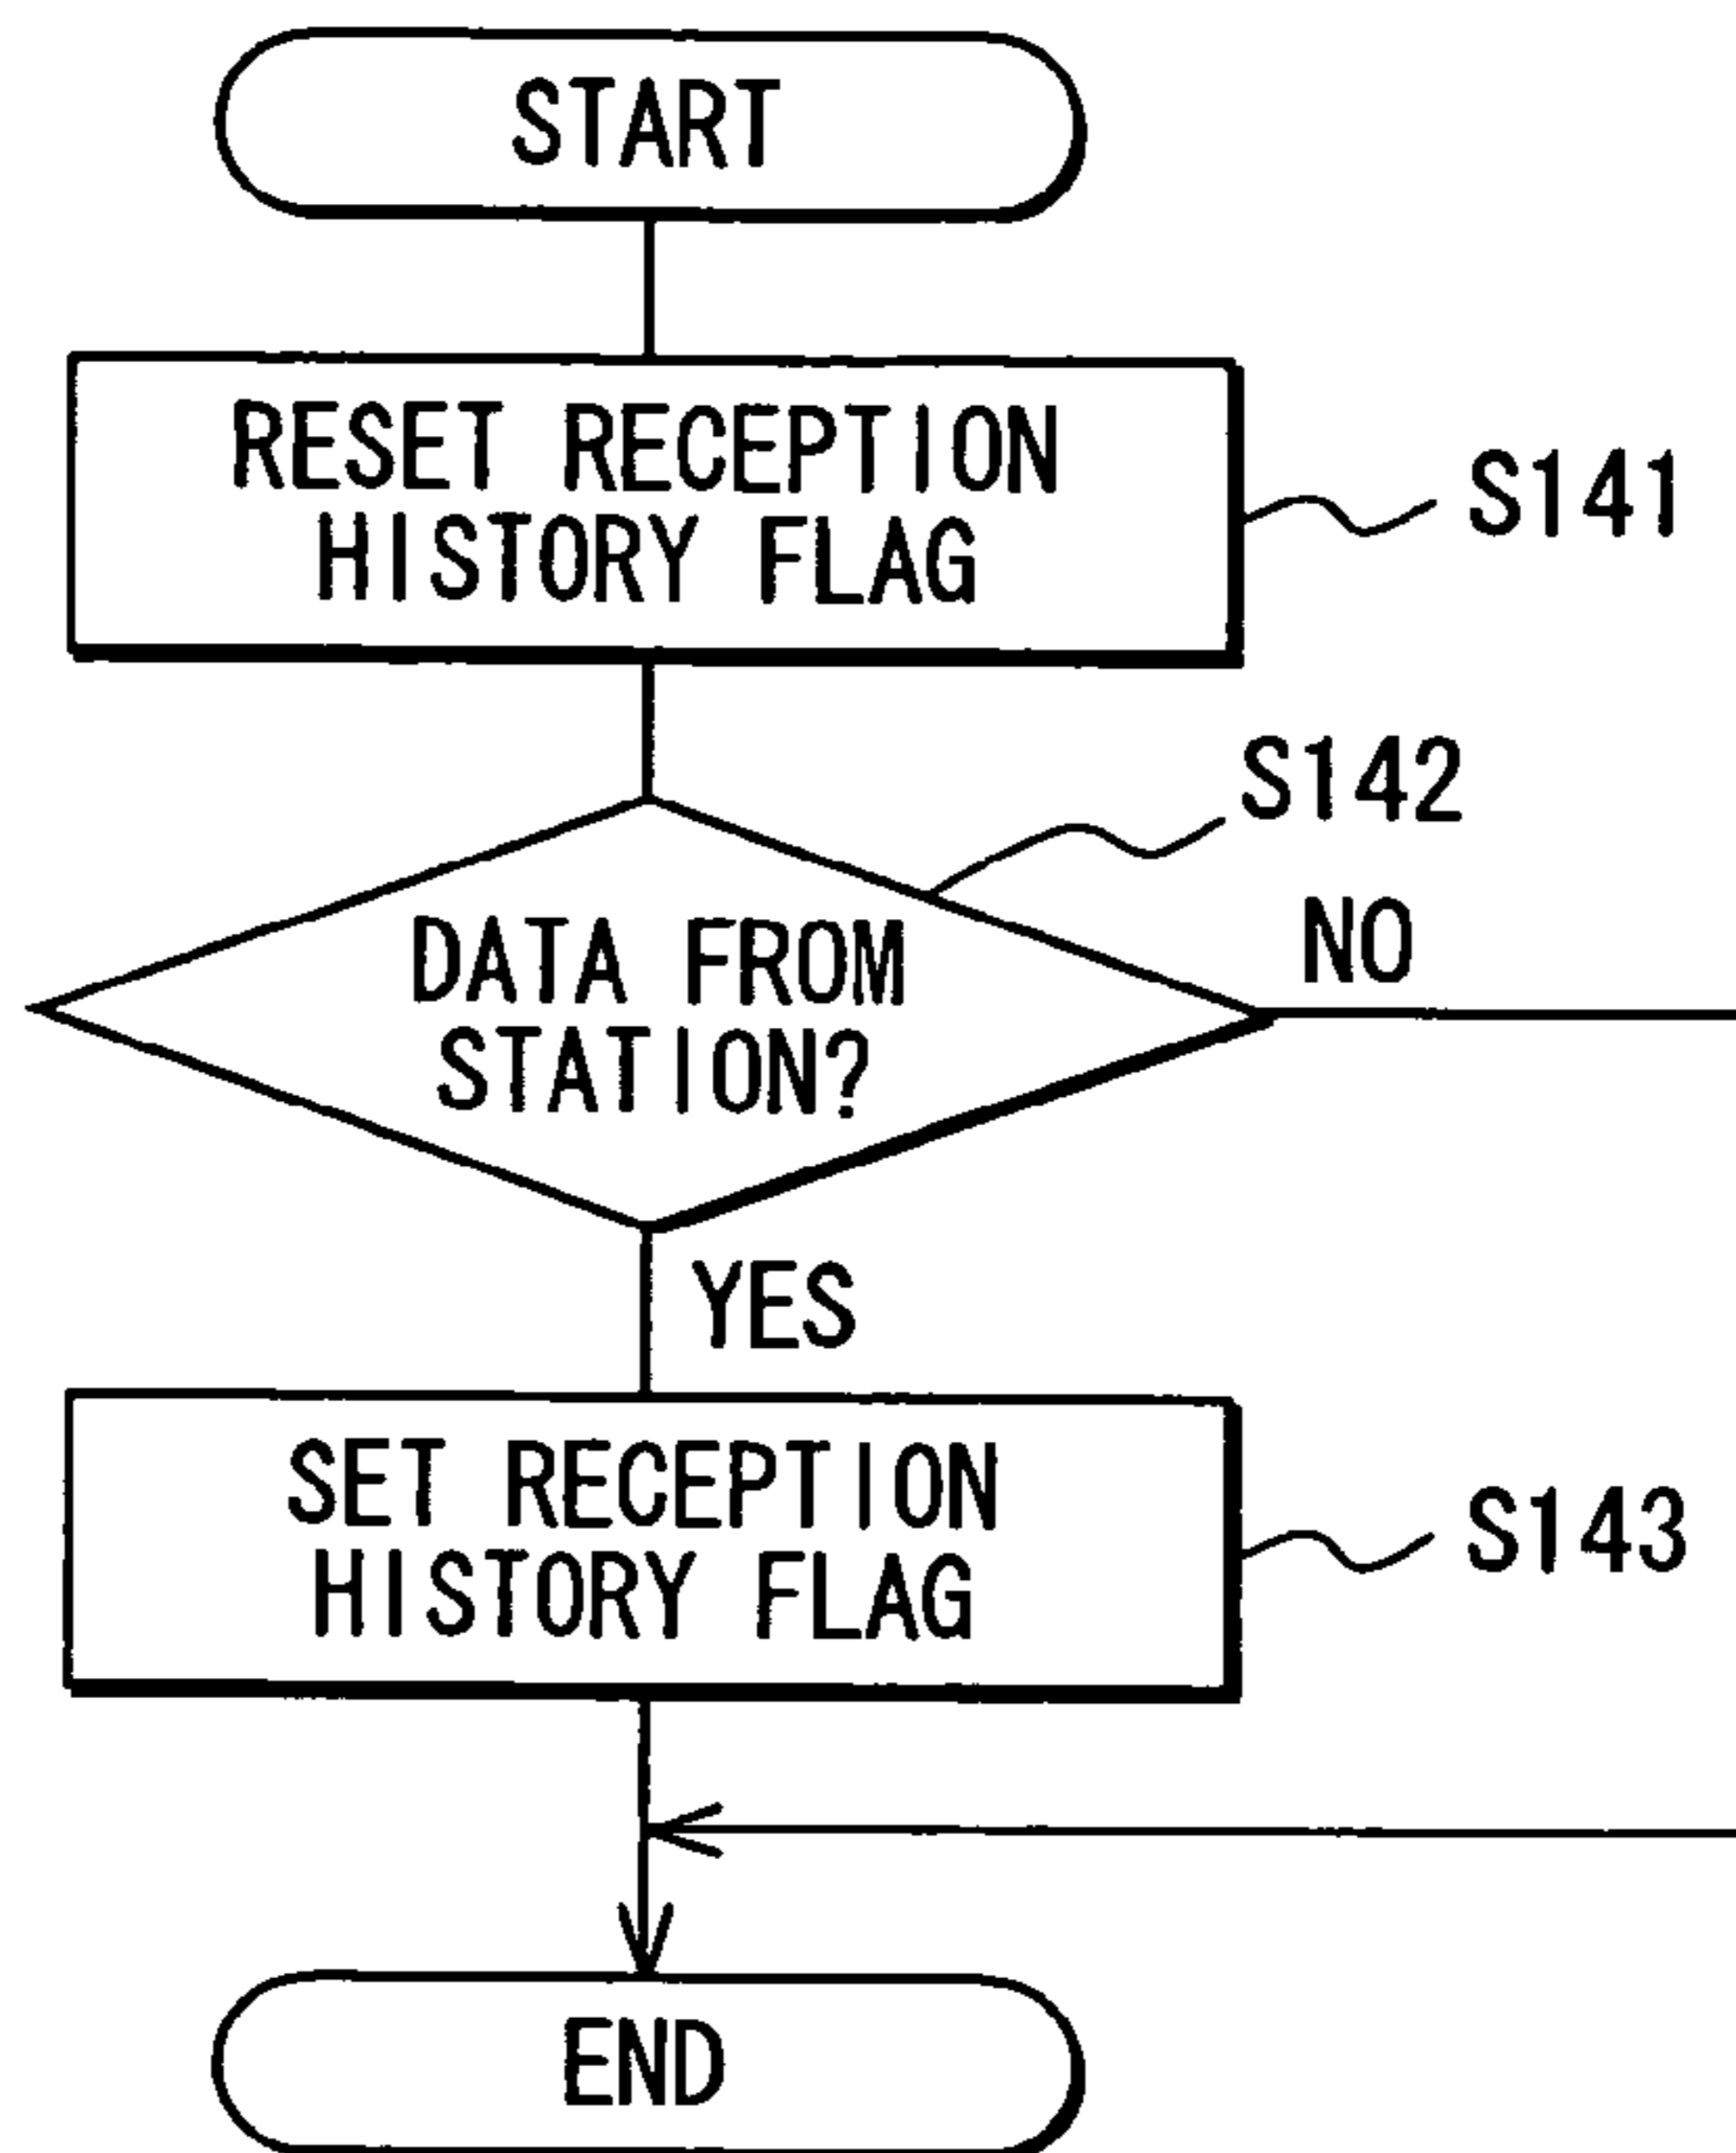 START
RESET RECEPTION
HISTORY FLAG
S141
S142
DATA FROM
STATION?
NO
YES
SET RECEPTION
HISTORY FLAG
S143
END